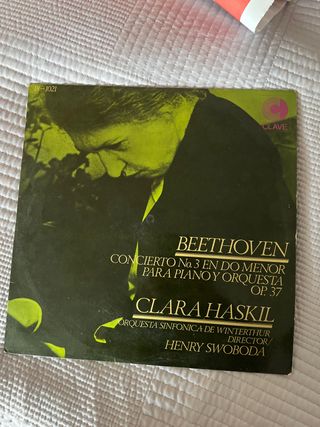 18-1021
CLAVE
BEETHOVEN
CONCIERTO No.3 EN DO MENOR
PARA PIANO Y ORQUESTA
OP. 37
CLARA HASKIL
ORQUESTA SINFONICA DE WINTERTHUR
DIRECTOR/
HENRY SWOBODA